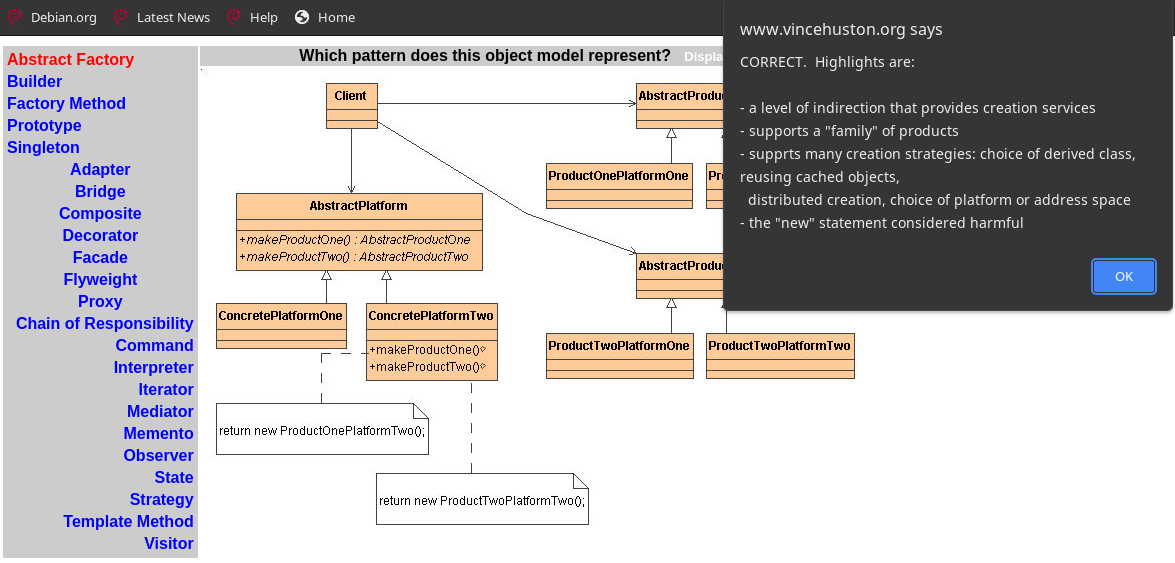 Debian.org Latest News Help Home
Which pattern does this object model represent? Displa
Abstract Factory
Builder
Factory Method
Prototype
Singleton
Adapter
Bridge
Composite
Decorator
Facade
Flyweight
Proxy
Chain of Responsibility
Command
Interpreter
Iterator
Mediator
Memento
Observer
State
Strategy
Template Method
Visitor
Client
AbstractProdu
ProductOnePlatformOne
Pr
AbstractPlatform
+makeProductOne() : AbstractProductOne
+makeProductTwo() : AbstractProductTwo
AbstractProdu
ConcretePlatformOne
ConcretePlatformTwo
+makeProductOne()
+makeProductTwo()
ProductTwoPlatformOne
ProductTwoPlatformTwo
return new ProductOnePlatformTwo();
return new ProductTwoPlatformTwo();
www.vincehuston.org says
CORRECT. Highlights are:
- a level of indirection that provides creation services
- supports a "family" of products
- supprts many creation strategies: choice of derived class,
reusing cached objects,
distributed creation, choice of platform or address space
- the "new" statement considered harmful
OK